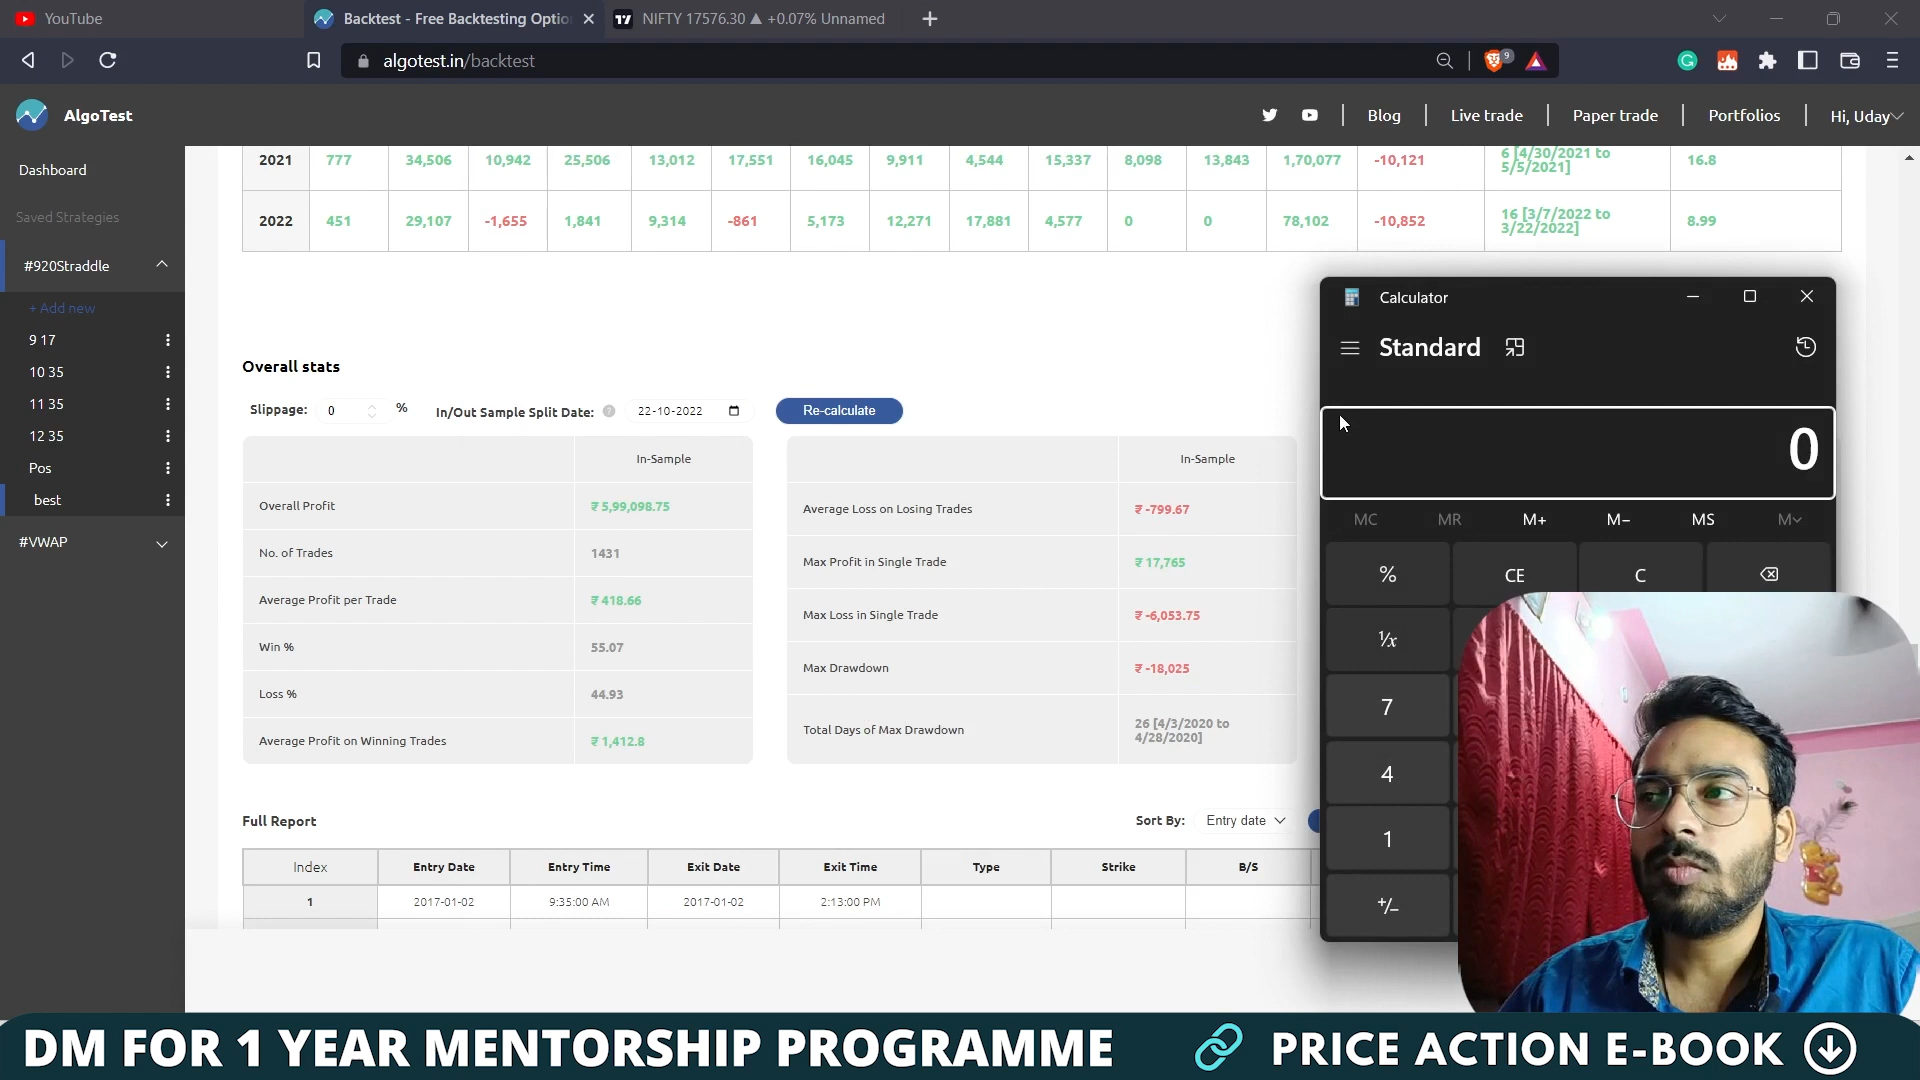 YouTube
Backtest - Free Backtesting Optio
NIFTY 17576.30 ▲ +0.07% Unnamed
algotest.in/backtest
9
AlgoTest
Blog
Live trade
Paper trade
Portfolios
Hi, Uday
Dashboard
Saved Strategies
#920Straddle
+ Add new
9 17
10 35
11 35
12 35
Pos
best
#VWAP
2021 777 34,506 10,942 25,506 13,012 17,551 16,045 9,911 4,544 15,337 8,098 13,843 1,70,077 -10,121 6 [4/30/2021 to 5/5/2021] 16.8
2022 451 29,107 -1,655 1,841 9,314 -861 5,173 12,271 17,881 4,577 0 0 78,102 -10,852 16 [3/7/2022 to 3/22/2022] 8.99
Overall stats
Slippage: 0 % In/Out Sample Split Date: 22-10-2022 Re-calculate
In-Sample
Overall Profit ₹ 5,99,098.75
No. of Trades 1431
Average Profit per Trade ₹ 418.66
Win % 55.07
Loss % 44.93
Average Profit on Winning Trades ₹ 1,412.8
In-Sample
Average Loss on Losing Trades ₹ -799.67
Max Profit in Single Trade ₹ 17,765
Max Loss in Single Trade ₹ -6,053.75
Max Drawdown ₹ -18,025
Total Days of Max Drawdown 26 [4/3/2020 to 4/28/2020]
Full Report
Sort By: Entry date
Index Entry Date Entry Time Exit Date Exit Time Type Strike B/S
1 2017-01-02 9:35:00 AM 2017-01-02 2:13:00 PM
Calculator
Standard
0
MC MR M+ M− MS M˅
% CE C
⅟x
7
4
1
+/−
DM FOR 1 YEAR MENTORSHIP PROGRAMME
PRICE ACTION E-BOOK